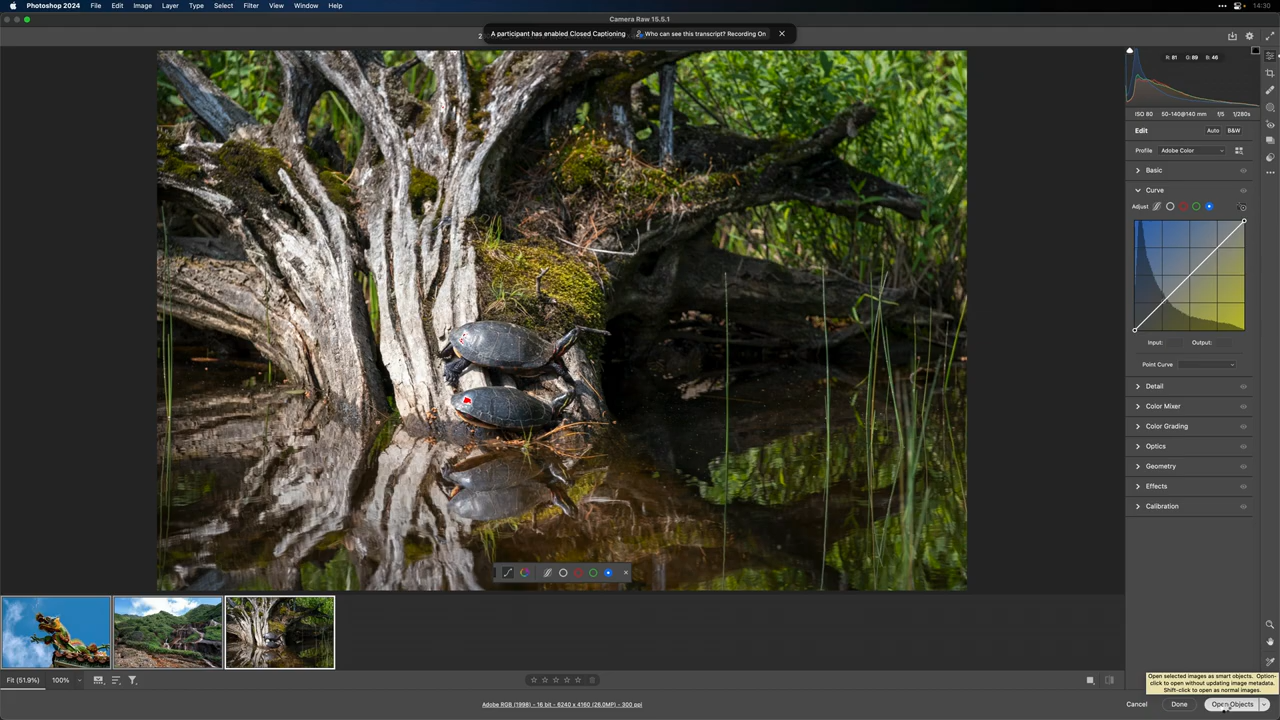 Photoshop 2024 File Edit Image Layer Type Select Filter View Window Help 14:30
Camera Raw 15.5.1
A participant has enabled Closed Captioning Who can see this transcript? Recording On
R: 81 G: 89 B: 46
ISO 80 50-140@140 mm f/5 1/280s
Edit Auto B&W
Profile Adobe Color
Basic
Curve
Adjust
Input: Output:
Point Curve
Detail
Color Mixer
Color Grading
Optics
Geometry
Effects
Calibration
Fit (51.9%) 100%
Open selected images as smart objects. Option-
click to open without updating image metadata.
Shift-click to open as normal images.
Adobe RGB (1998) - 16 bit - 6240 x 4160 (26.0MP) - 300 ppi
Cancel Done Open Objects